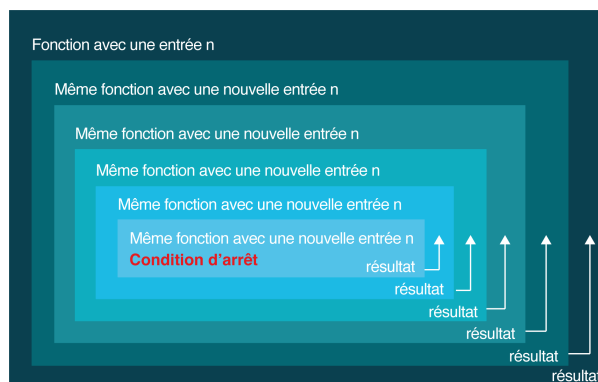 Fonction avec une entrée n
Même fonction avec une nouvelle entrée n
Même fonction avec une nouvelle entrée n
Même fonction avec une nouvelle entrée n
Même fonction avec une nouvelle entrée n
Même fonction avec une nouvelle entrée n
Condition d'arrêt
résultat
résultat
résultat
résultat
résultat
résultat